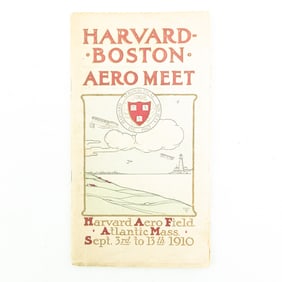 HARVARD-
·BOSTON·
AERO MEET
Harvard Aero Field
·Atlantic Mass.·
Sept. 3rd to 13th 1910